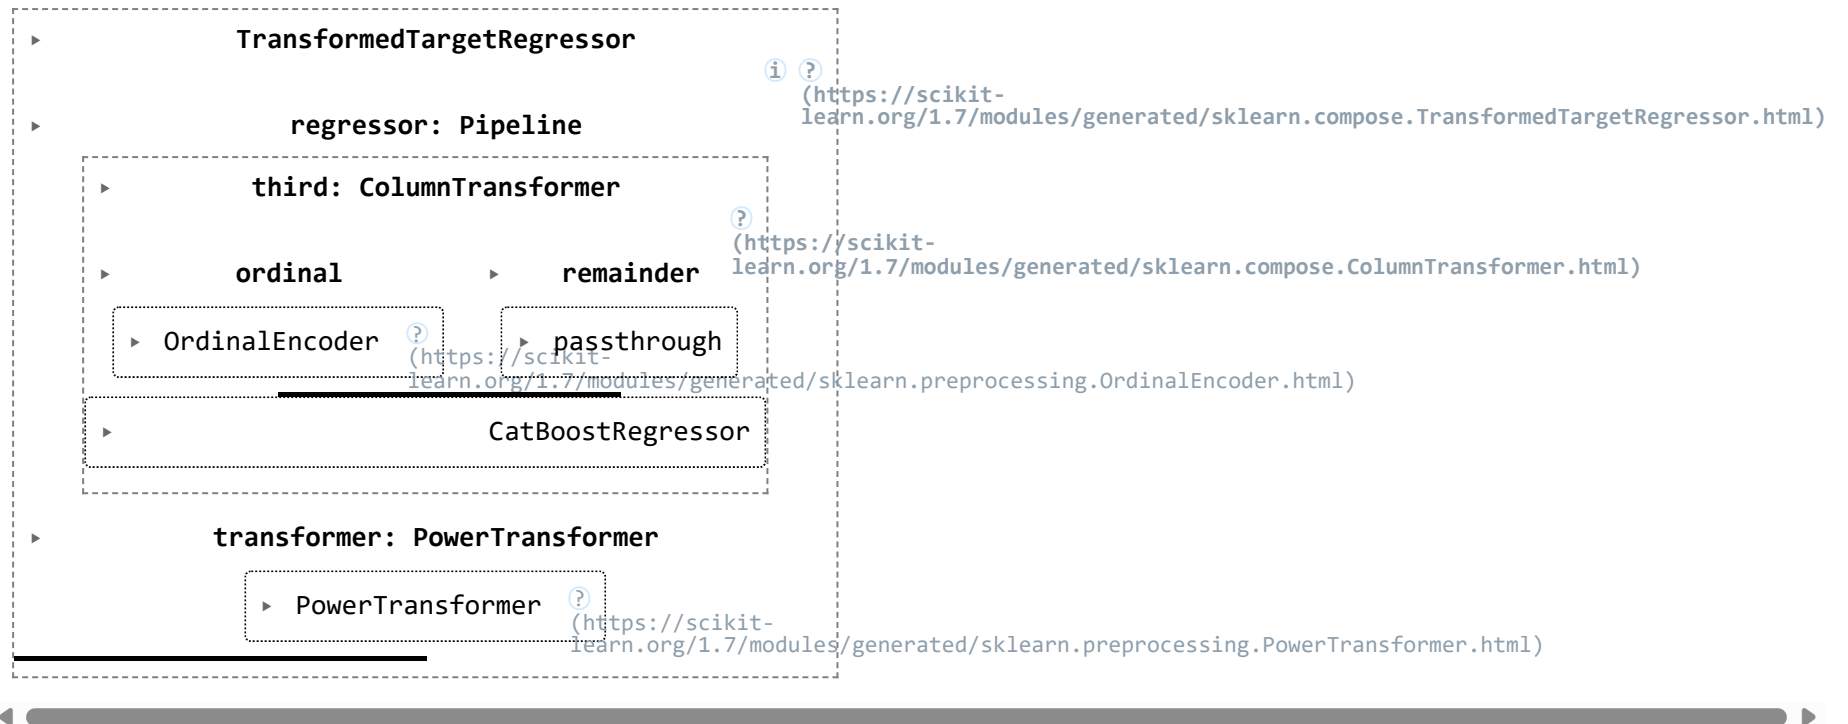 ▸ TransformedTargetRegressor
i ?
(https://scikit-
learn.org/1.7/modules/generated/sklearn.compose.TransformedTargetRegressor.html)
▸ regressor: Pipeline
▸ third: ColumnTransformer
?
(https://scikit-
learn.org/1.7/modules/generated/sklearn.compose.ColumnTransformer.html)
▸ ordinal ▸ remainder
▸ OrdinalEncoder ? ▸ passthrough
(https://scikit-
learn.org/1.7/modules/generated/sklearn.preprocessing.OrdinalEncoder.html)
▸ CatBoostRegressor
▸ transformer: PowerTransformer
▸ PowerTransformer ?
(https://scikit-
learn.org/1.7/modules/generated/sklearn.preprocessing.PowerTransformer.html)